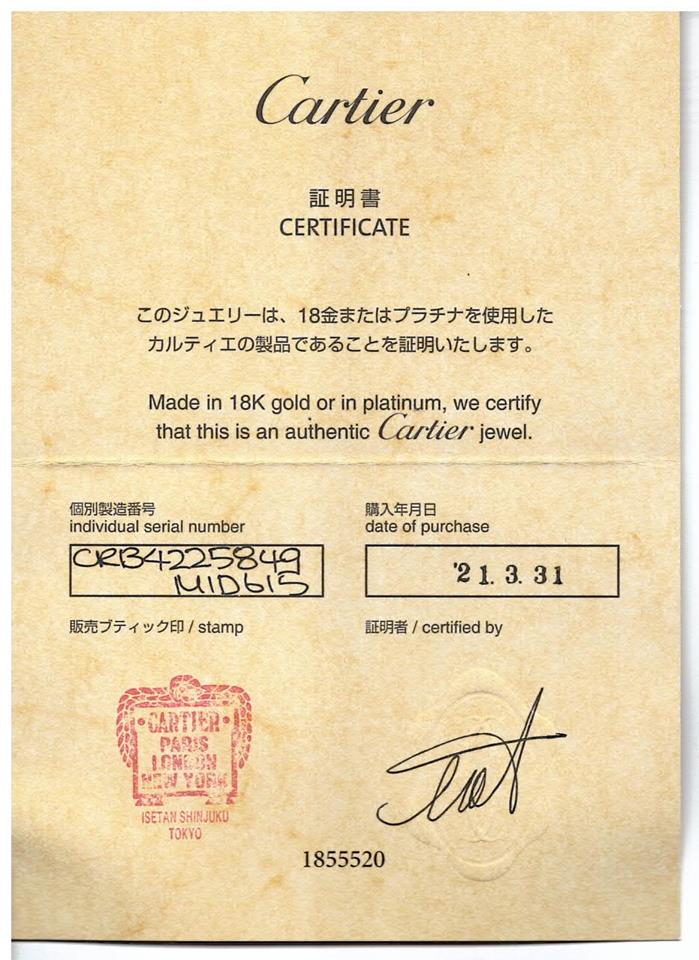 Cartier
証明書
CERTIFICATE
このジュエリーは、18金またはプラチナを使用した
カルティエの製品であることを証明いたします。
Made in 18K gold or in platinum, we certify
that this is an authentic Cartier jewel.
個別製造番号
individual serial number
CRB4225849
MID615
購入年月日
date of purchase
'21.3.31
販売ブティック印 / stamp
証明者 / certified by
CARTIER
PARIS
LONDON
NEW YORK
ISETAN SHINJUKU
TOKYO
1855520